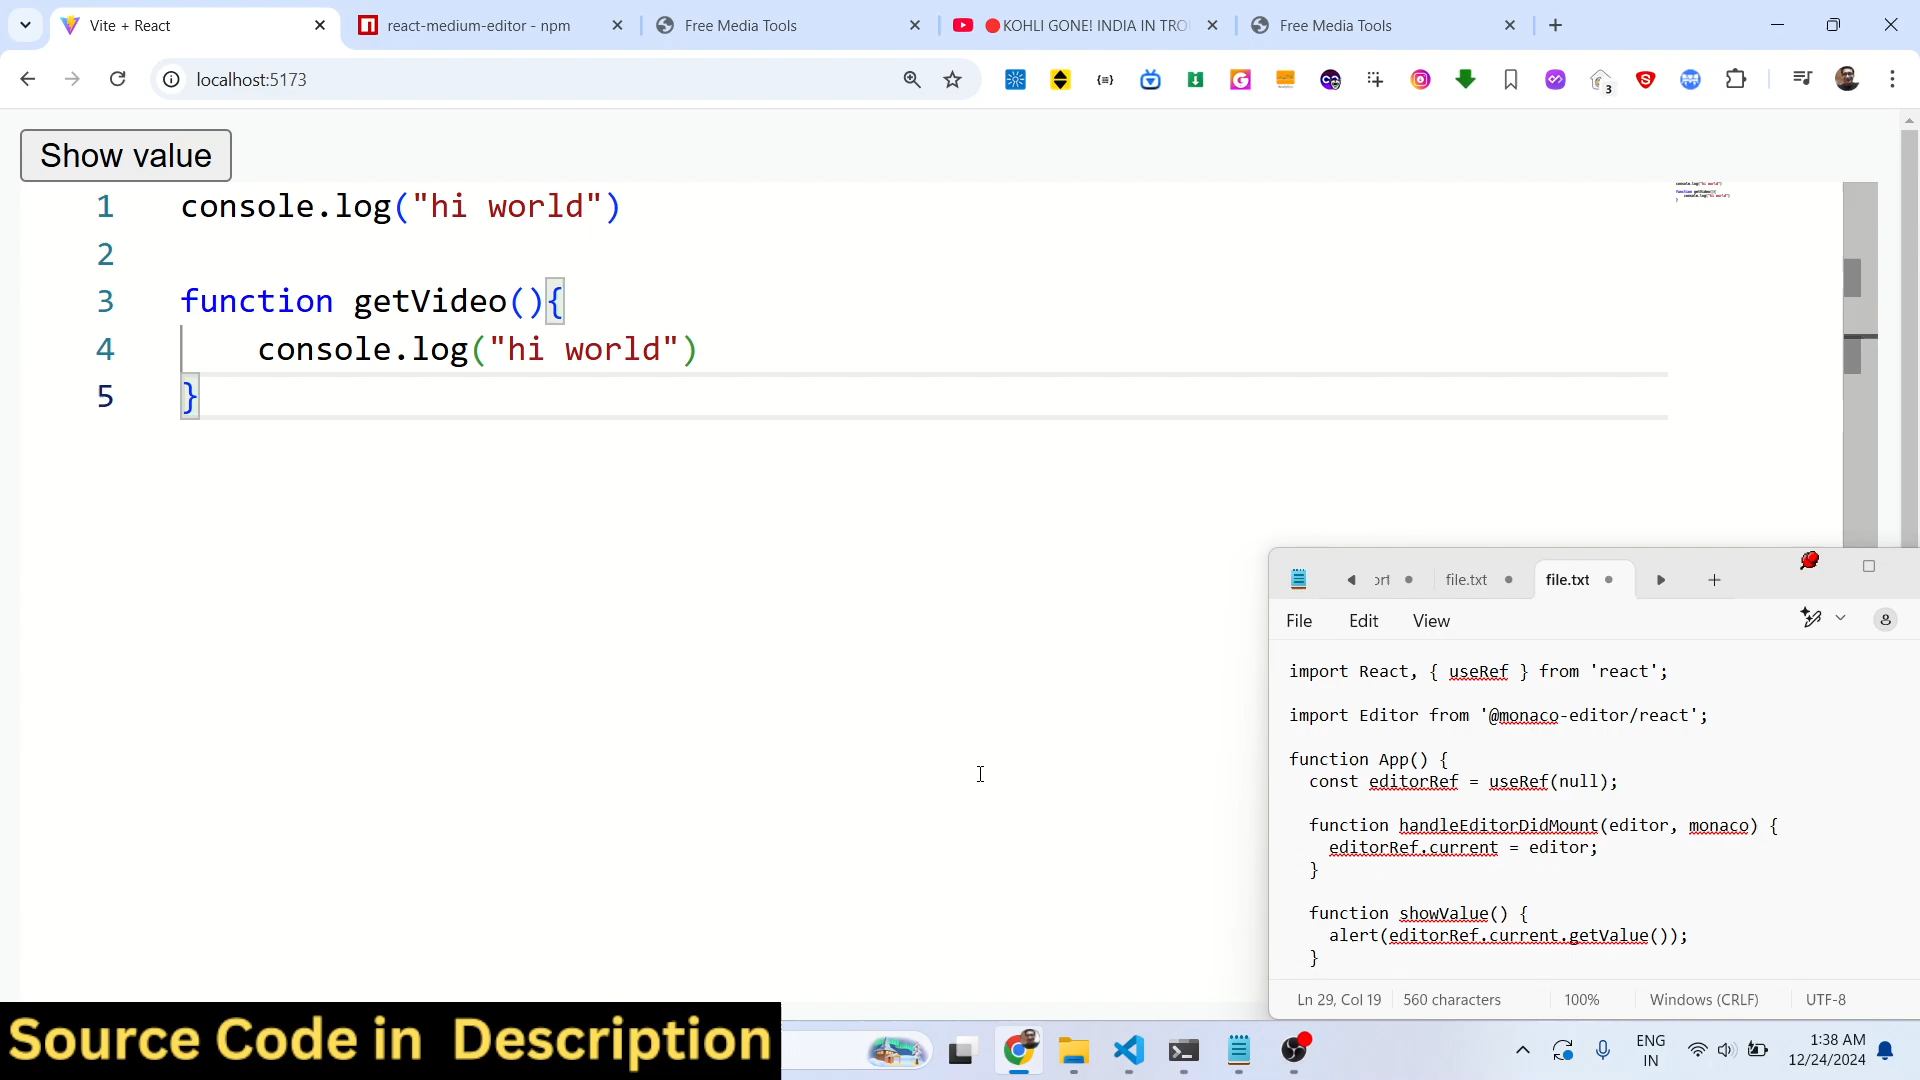 Vite + React
react-medium-editor - npm
Free Media Tools
KOHLI GONE! INDIA IN TRO
Free Media Tools
localhost:5173
3
Show value
1 console.log("hi world")
2
3 function getVideo(){
4 console.log("hi world")
5 }
ort
file.txt
file.txt
File Edit View
import React, { useRef } from 'react';
import Editor from '@monaco-editor/react';
function App() {
const editorRef = useRef(null);
function handleEditorDidMount(editor, monaco) {
editorRef.current = editor;
}
function showValue() {
alert(editorRef.current.getValue());
}
Ln 29, Col 19 560 characters 100% Windows (CRLF) UTF-8
Source Code in Description
ENG
IN
1:38 AM
12/24/2024